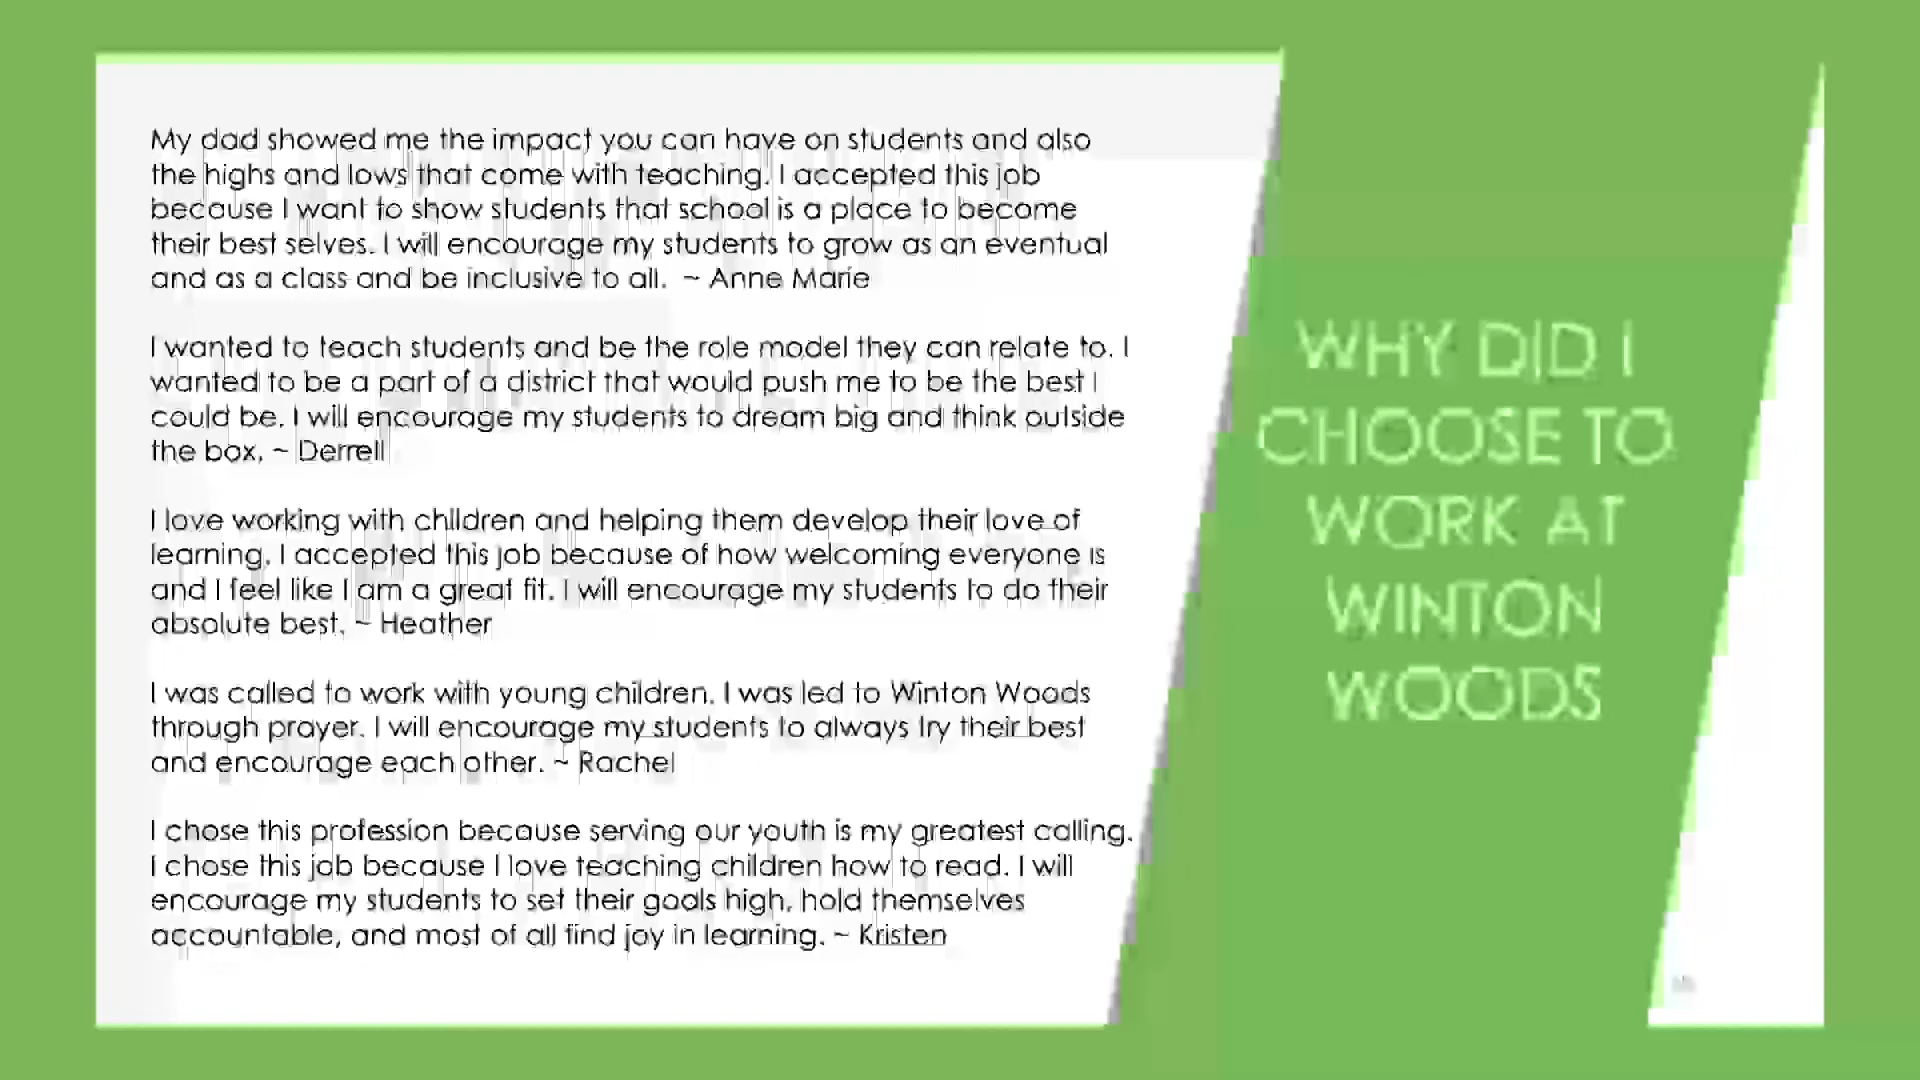 My dad showed me the impact you can have on students and also
the highs and lows that come with teaching. I accepted this job
because I want to show students that school is a place to become
their best selves. I will encourage my students to grow as an eventual
and as a class and be inclusive to all. ~ Anne Marie
I wanted to teach students and be the role model they can relate to. I
wanted to be a part of a district that would push me to be the best I
could be. I will encourage my students to dream big and think outside
the box. ~ Derrell
I love working with children and helping them develop their love of
learning. I accepted this job because of how welcoming everyone is
and I feel like I am a great fit. I will encourage my students to do their
absolute best. ~ Heather
I was called to work with young children. I was led to Winton Woods
through prayer. I will encourage my students to always try their best
and encourage each other. ~ Rachel
I chose this profession because serving our youth is my greatest calling.
I chose this job because I love teaching children how to read. I will
encourage my students to set their goals high, hold themselves
accountable, and most of all find joy in learning. ~ Kristen
WHY DID I
CHOOSE TO
WORK AT
WINTON
WOODS